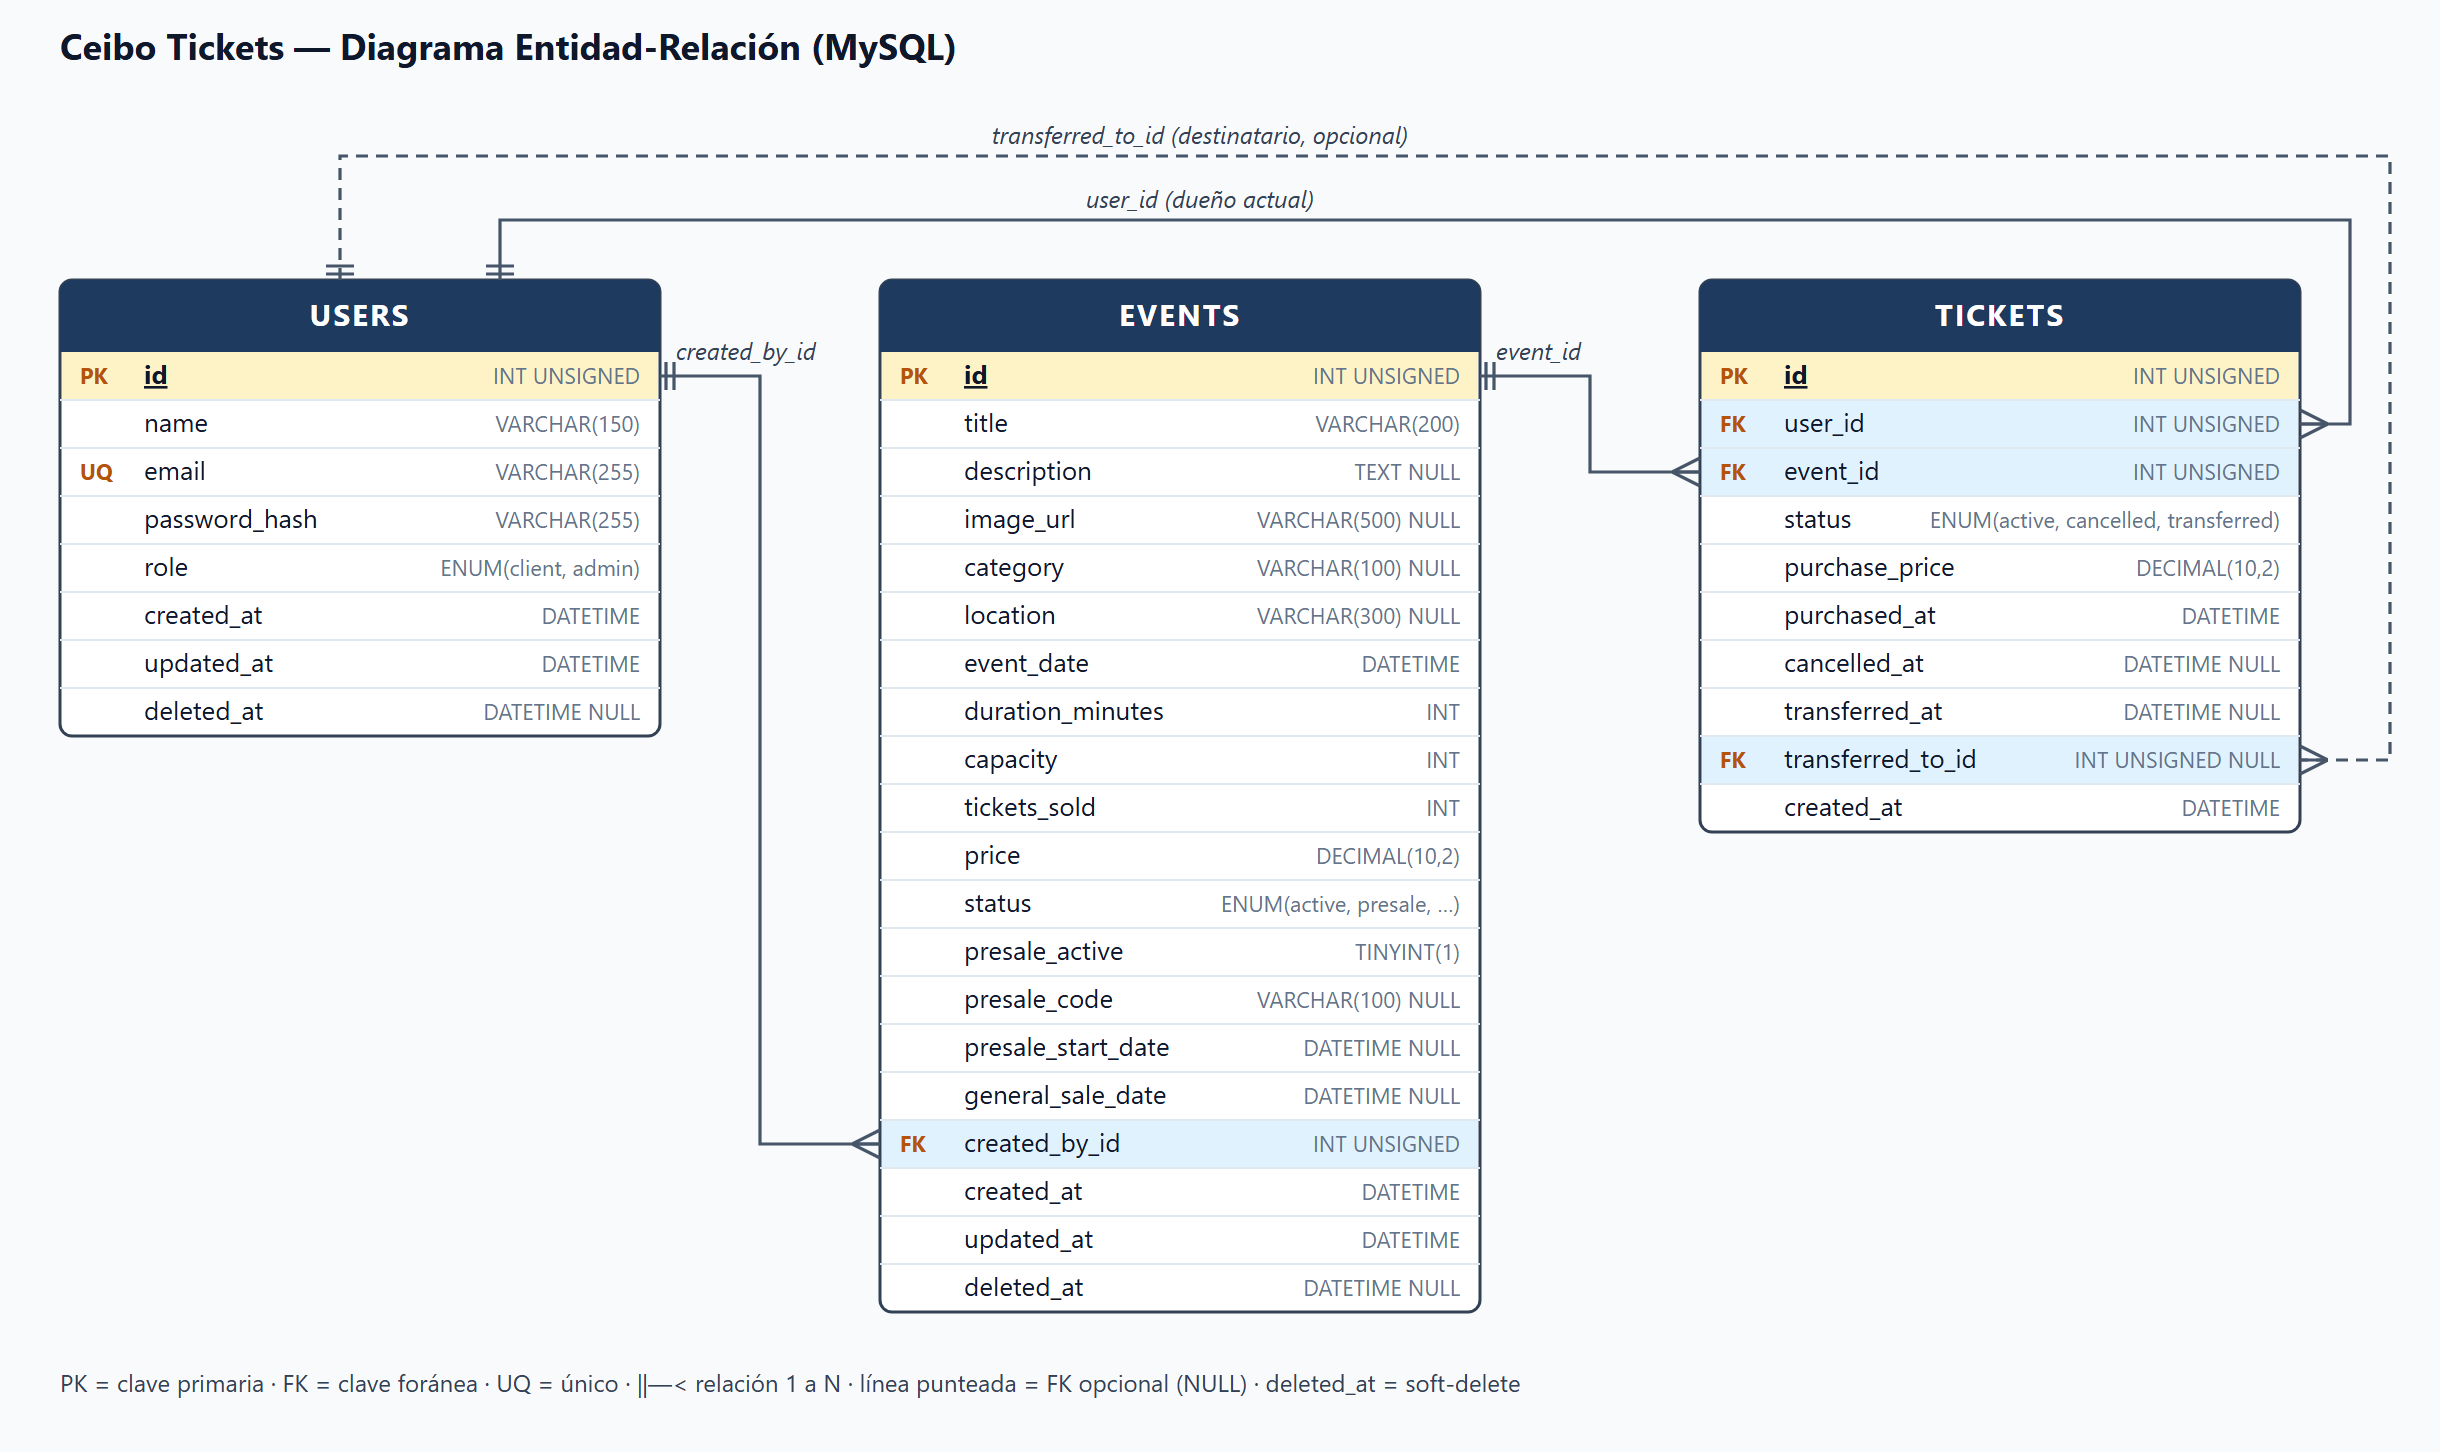 Ceibo Tickets — Diagrama Entidad-Relación (MySQL)
transferred_to_id (destinatario, opcional)
user_id (dueño actual)
USERS
PK id INT UNSIGNED
name VARCHAR(150)
UQ email VARCHAR(255)
password_hash VARCHAR(255)
role ENUM(client, admin)
created_at DATETIME
updated_at DATETIME
deleted_at DATETIME NULL
created_by_id
EVENTS
PK id INT UNSIGNED
title VARCHAR(200)
description TEXT NULL
image_url VARCHAR(500) NULL
category VARCHAR(100) NULL
location VARCHAR(300) NULL
event_date DATETIME
duration_minutes INT
capacity INT
tickets_sold INT
price DECIMAL(10,2)
status ENUM(active, presale, ...)
presale_active TINYINT(1)
presale_code VARCHAR(100) NULL
presale_start_date DATETIME NULL
general_sale_date DATETIME NULL
FK created_by_id INT UNSIGNED
created_at DATETIME
updated_at DATETIME
deleted_at DATETIME NULL
event_id
TICKETS
PK id INT UNSIGNED
FK user_id INT UNSIGNED
FK event_id INT UNSIGNED
status ENUM(active, cancelled, transferred)
purchase_price DECIMAL(10,2)
purchased_at DATETIME
cancelled_at DATETIME NULL
transferred_at DATETIME NULL
FK transferred_to_id INT UNSIGNED NULL
created_at DATETIME
PK = clave primaria · FK = clave foránea · UQ = único · ||—< relación 1 a N · línea punteada = FK opcional (NULL) · deleted_at = soft-delete